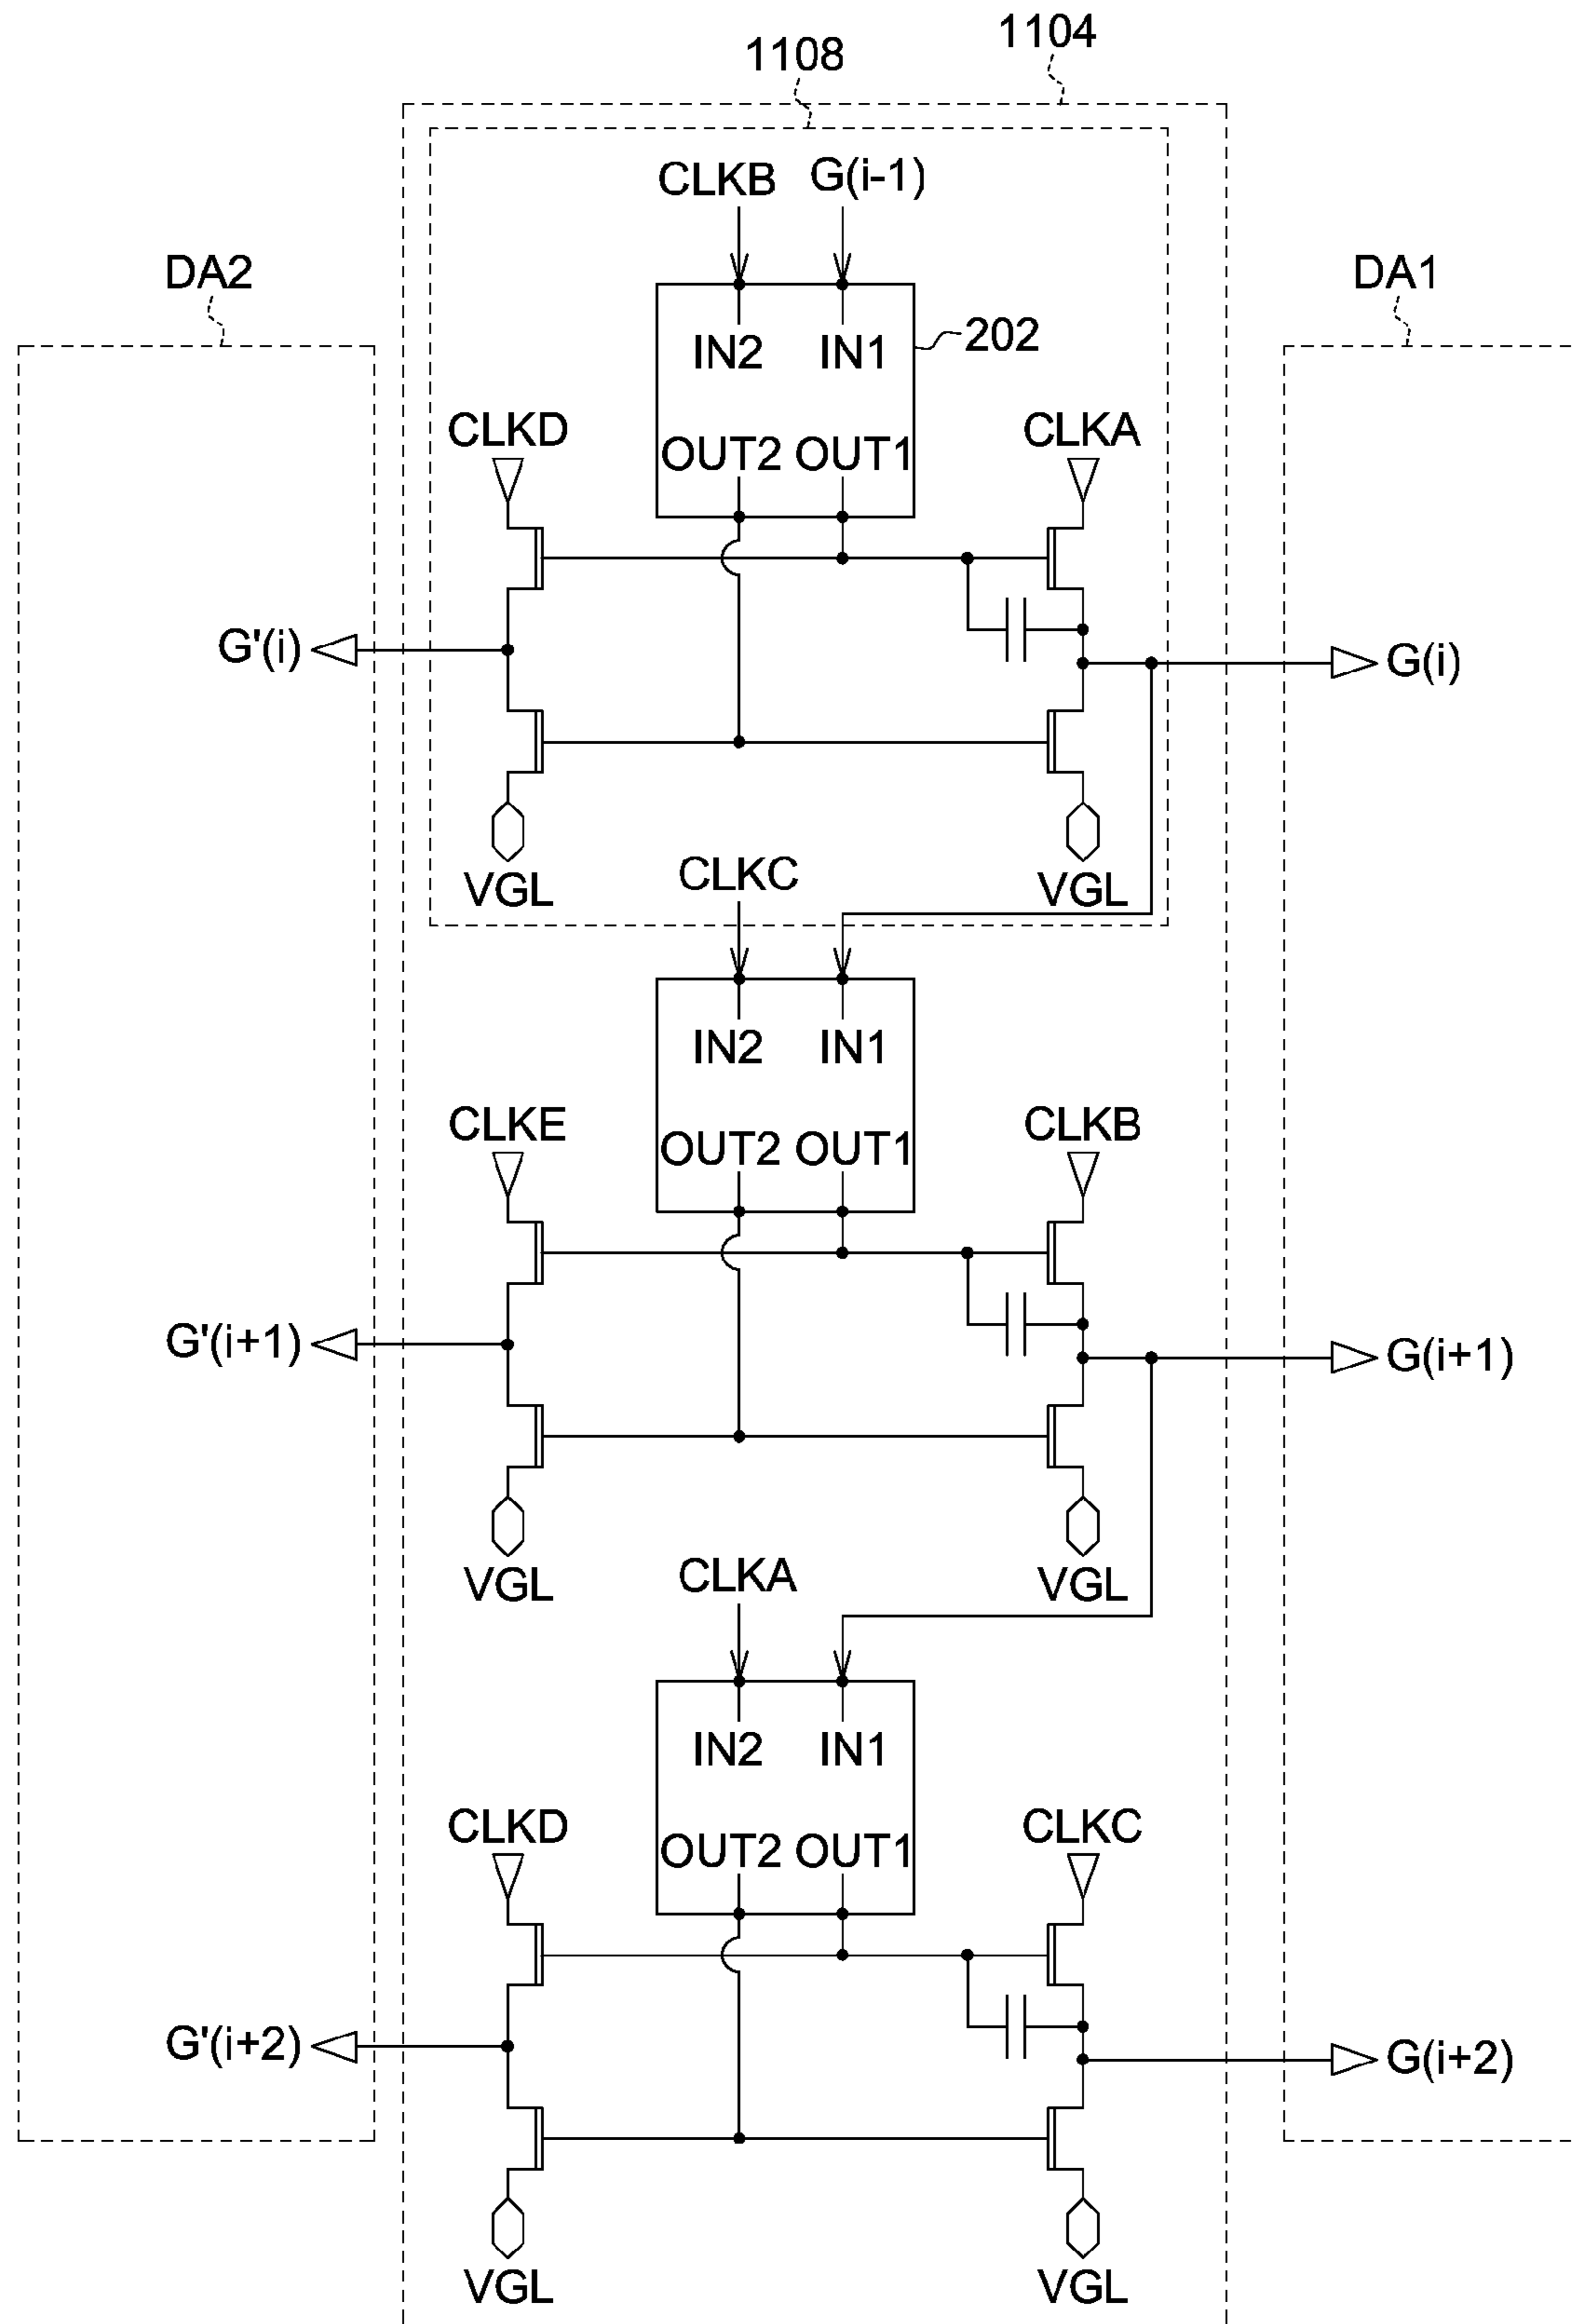 1104
1108
CLKB G(i-1)
DA2
DA1
202
IN2 IN1
CLKD
CLKA
OUT2 OUT1
G'(i)
G(i)
VGL
VGL
CLKC
IN2 IN1
CLKE
CLKB
OUT2 OUT1
G'(i+1)
G(i+1)
VGL
VGL
CLKA
IN2 IN1
CLKD
CLKC
OUT2 OUT1
G'(i+2)
G(i+2)
VGL
VGL